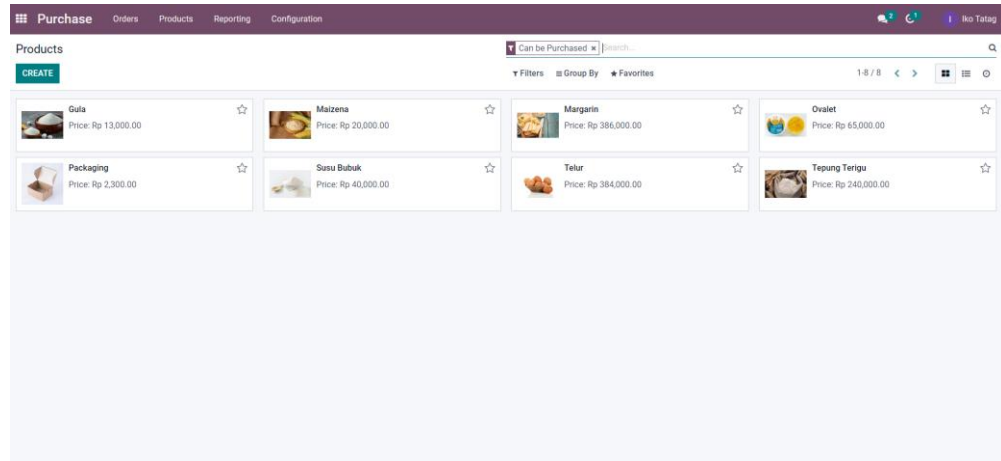 Purchase Orders Products Reporting Configuration 2 1 I Iko Tatag
Products Can be Purchased × Search...
CREATE Filters Group By Favorites 1-8 / 8
Gula
Price: Rp 13,000.00
Maizena
Price: Rp 20,000.00
Margarin
Price: Rp 386,000.00
Ovalet
Price: Rp 65,000.00
Packaging
Price: Rp 2,300.00
Susu Bubuk
Price: Rp 40,000.00
Telur
Price: Rp 384,000.00
Tepung Terigu
Price: Rp 240,000.00